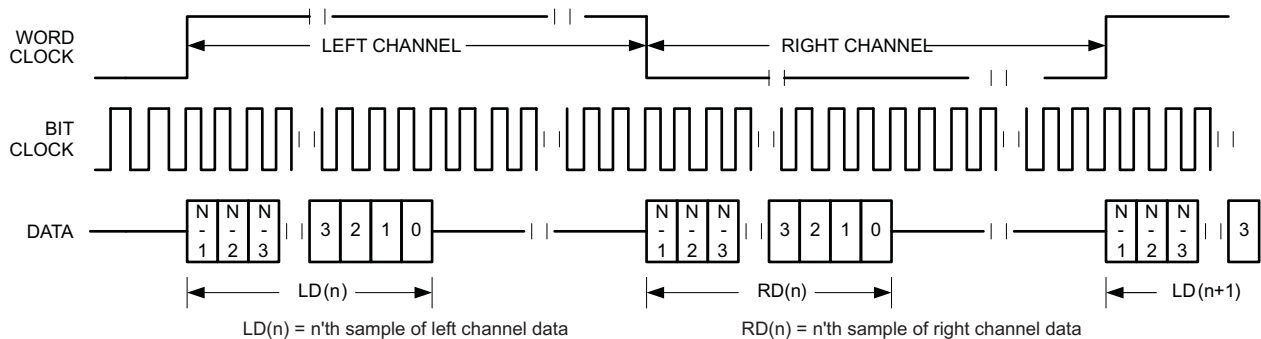 WORD
CLOCK
LEFT CHANNEL
RIGHT CHANNEL
BIT
CLOCK
DATA
N
-
1
N
-
2
N
-
3
3 2 1 0
N
-
1
N
-
2
N
-
3
3 2 1 0
N
-
1
N
-
2
N
-
3
3
LD(n)
RD(n)
LD(n+1)
LD(n) = n'th sample of left channel data
RD(n) = n'th sample of right channel data